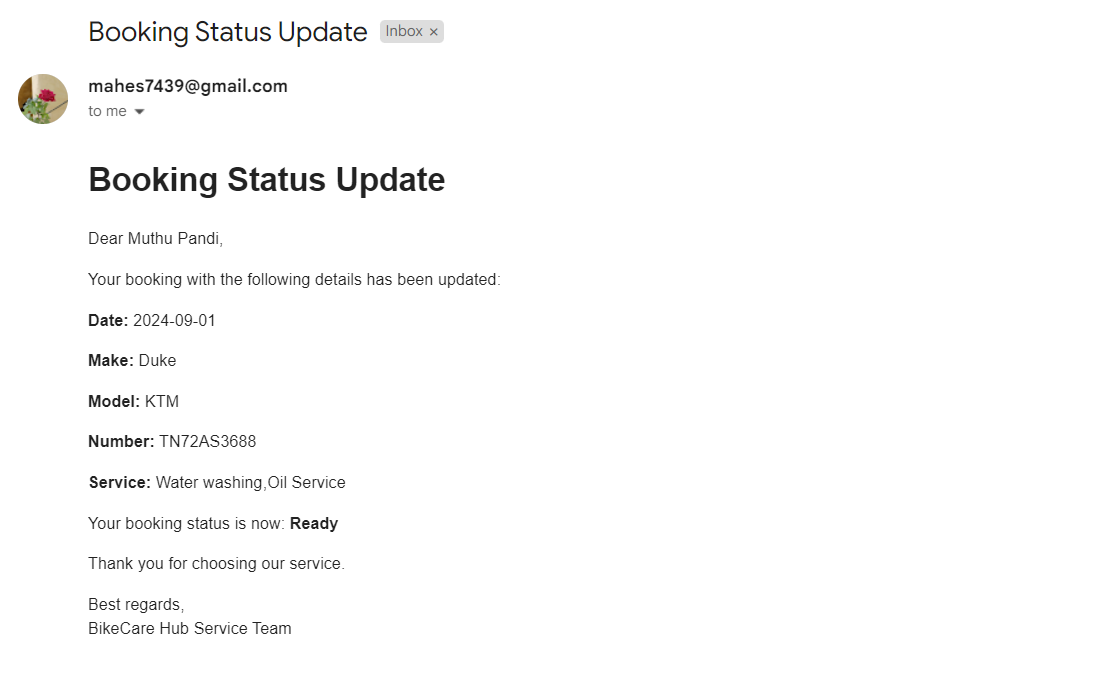 Booking Status Update Inbox ×
mahes7439@gmail.com
to me
Booking Status Update
Dear Muthu Pandi,
Your booking with the following details has been updated:
Date: 2024-09-01
Make: Duke
Model: KTM
Number: TN72AS3688
Service: Water washing,Oil Service
Your booking status is now: Ready
Thank you for choosing our service.
Best regards,
BikeCare Hub Service Team